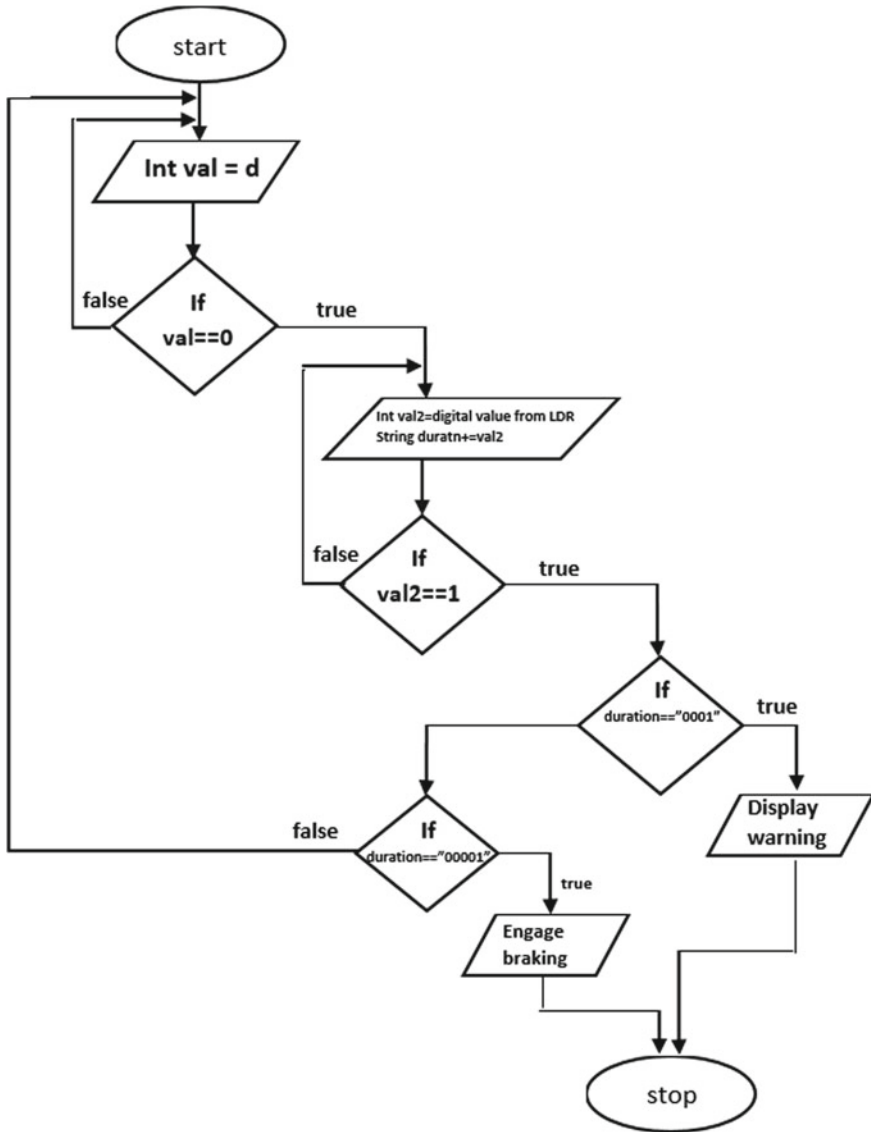 start
Int val = d
If
val==0
false
true
Int val2=digital value from LDR
String duratn+=val2
If
val2==1
false
true
If
duration=="0001"
true
Display
warning
If
duration=="00001"
false
true
Engage
braking
stop